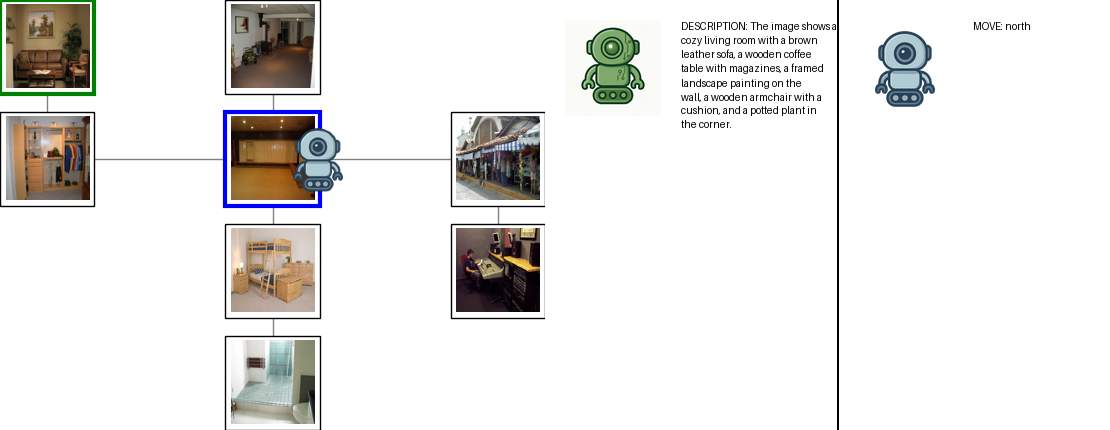 DESCRIPTION: The image shows a
cozy living room with a brown
leather sofa, a wooden coffee
table with magazines, a framed
landscape painting on the
wall, a wooden armchair with a
cushion, and a potted plant in
the corner.
MOVE: north